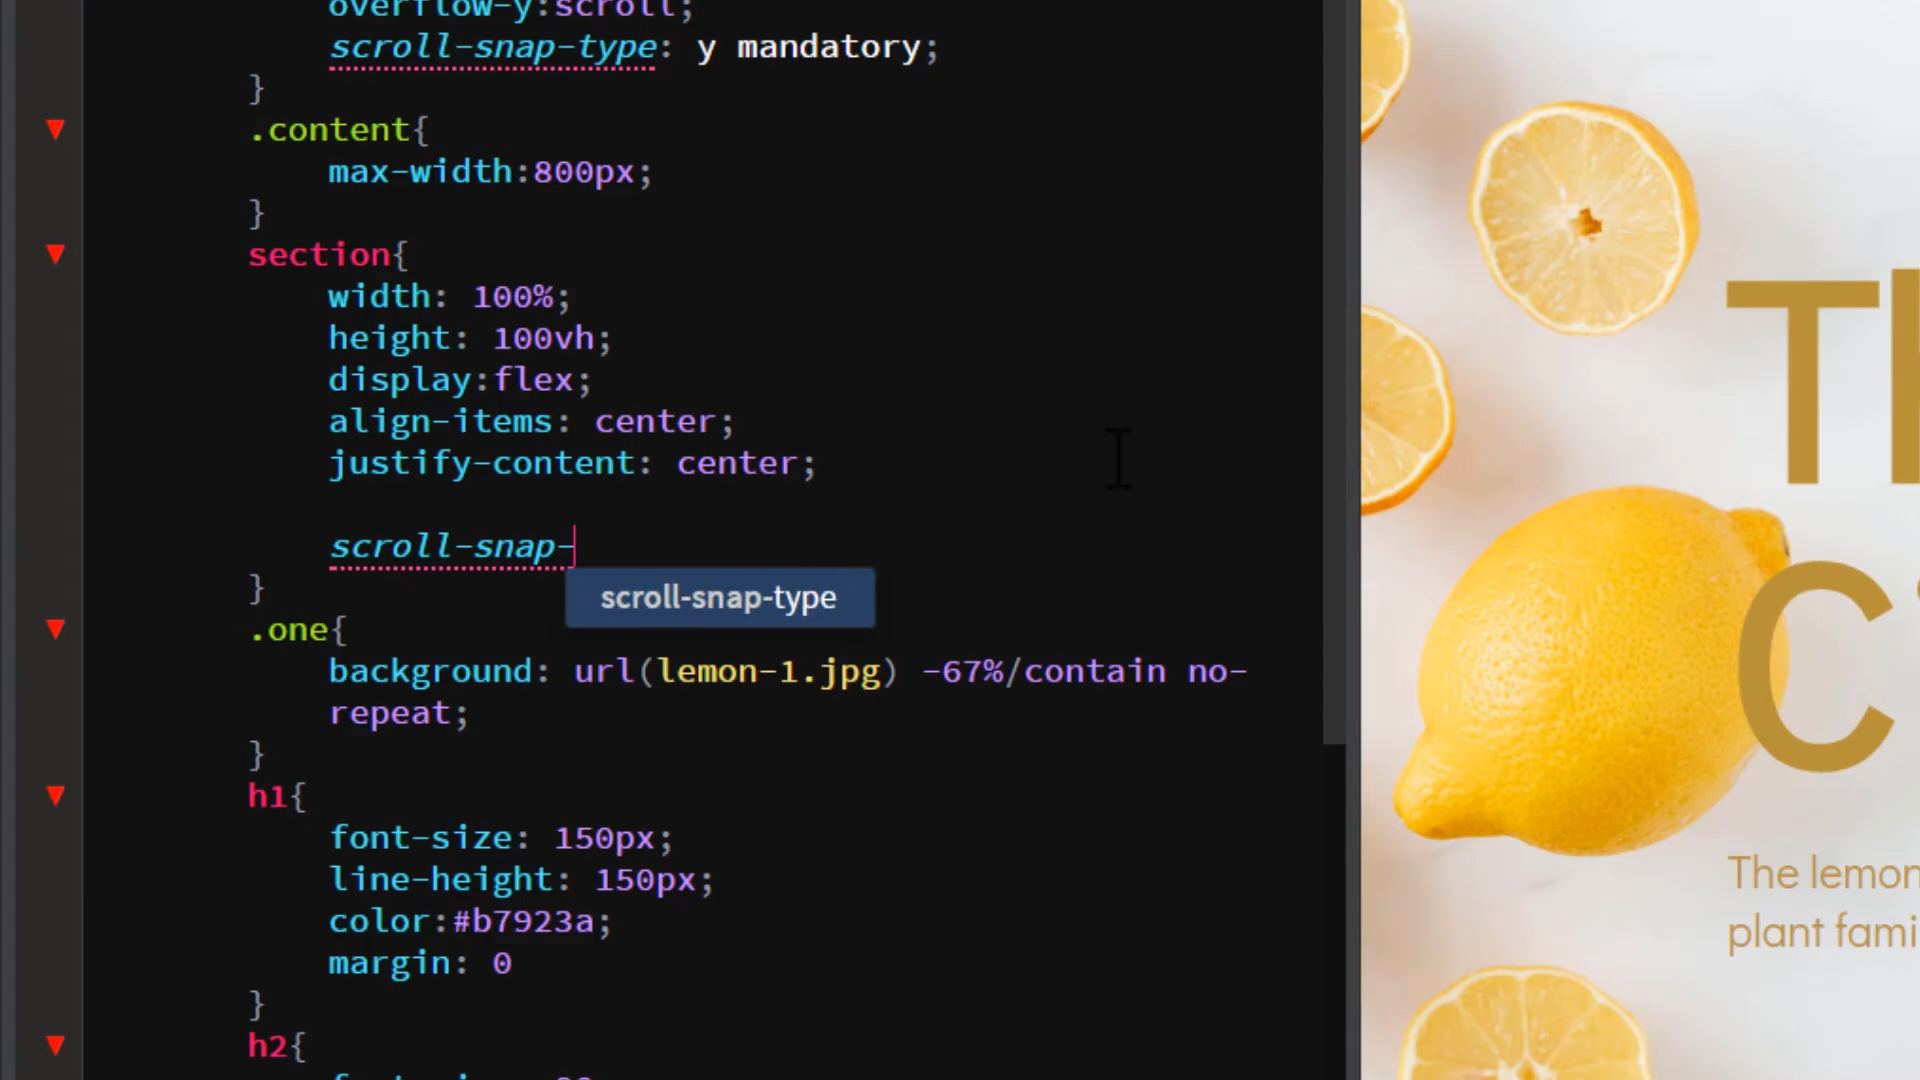 overflow-y:scroll;
scroll-snap-type: y mandatory;
}
.content{
max-width:800px;
}
section{
width: 100%;
height: 100vh;
display:flex;
align-items: center;
justify-content: center;
scroll-snap-
scroll-snap-type
}
.one{
background: url(lemon-1.jpg) -67%/contain no-
repeat;
}
h1{
font-size: 150px;
line-height: 150px;
color:#b7923a;
margin: 0
}
h2{
The lemon
plant fami